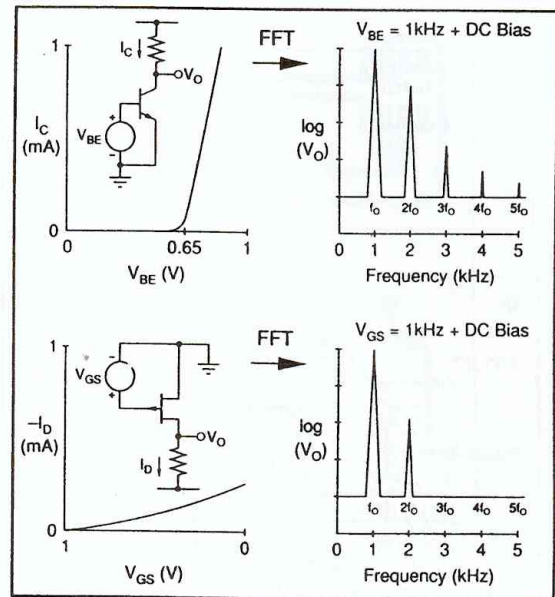 V_BE = 1kHz + DC Bias
FFT
1
I_C
V_O
I_C
(mA)
V_BE
+
−
0
0
0.65
1
V_BE (V)
log
(V_O)
f_O
2f_O
3f_O
4f_O
5f_O
0
1
2
3
4
5
Frequency (kHz)
V_GS = 1kHz + DC Bias
FFT
1
−
V_GS
+
−I_D
(mA)
V_O
I_D
0
1
0
V_GS (V)
log
(V_O)
f_O
2f_O
3f_O
4f_O
5f_O
0
1
2
3
4
5
Frequency (kHz)